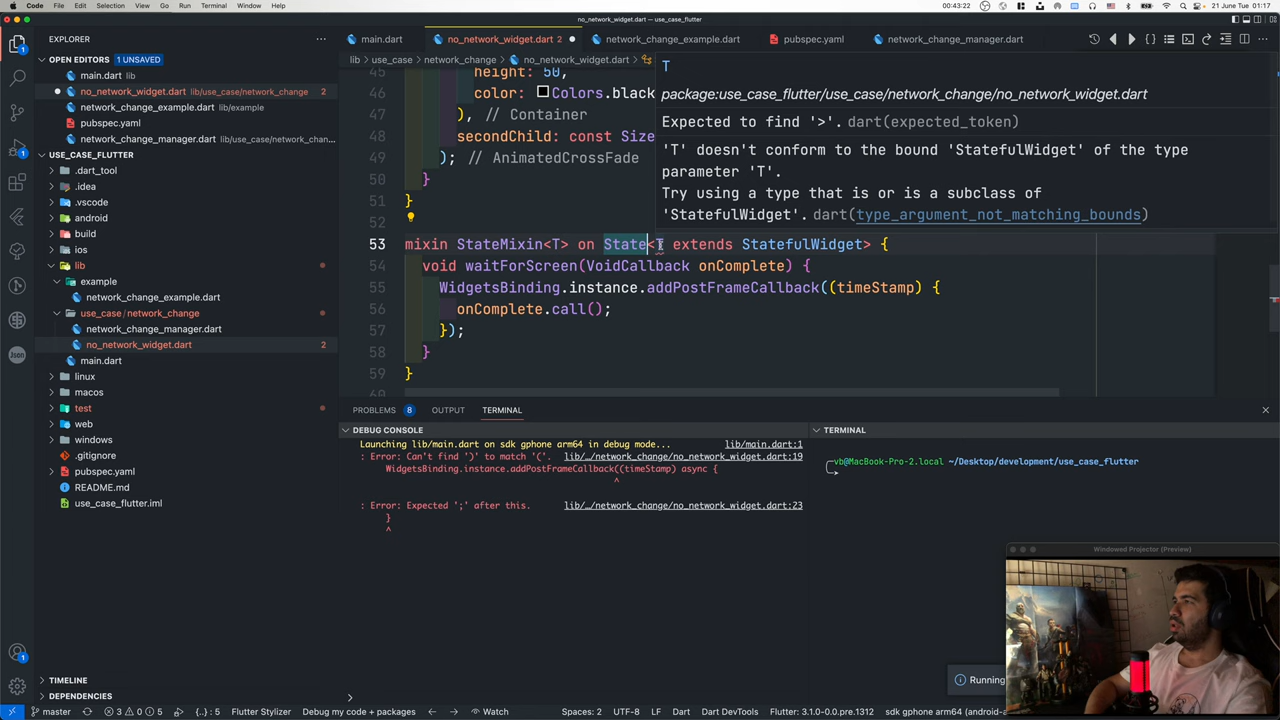 Code File Edit Selection View Go Run Terminal Window Help 00:43:22 21 June Tue 01:17
no_network_widget.dart — use_case_flutter
EXPLORER
OPEN EDITORS 1 UNSAVED
main.dart lib
no_network_widget.dart lib/use_case/network_change 2
network_change_example.dart lib/example
pubspec.yaml
network_change_manager.dart lib/use_case/network_chan...
USE_CASE_FLUTTER
.dart_tool
.idea
.vscode
android
build
ios
lib
example
network_change_example.dart
use_case / network_change
network_change_manager.dart
no_network_widget.dart 2
main.dart
linux
macos
test
web
windows
.gitignore
pubspec.yaml
README.md
use_case_flutter.iml
TIMELINE
DEPENDENCIES
main.dart no_network_widget.dart 2 network_change_example.dart pubspec.yaml network_change_manager.dart
lib > use_case > network_change > no_network_widget.dart >
45 height: 50,
46 color: Colors.black
47 ), // Container
48 secondChild: const Size
49 ); // AnimatedCrossFade
50 }
51 }
52
53 mixin StateMixin<T> on State<T extends StatefulWidget> {
54 void waitForScreen(VoidCallback onComplete) {
55 WidgetsBinding.instance.addPostFrameCallback((timeStamp) {
56 onComplete.call();
57 });
58 }
59 }
60
T
package:use_case_flutter/use_case/network_change/no_network_widget.dart
Expected to find '>'. dart(expected_token)
'T' doesn't conform to the bound 'StatefulWidget' of the type
parameter 'T'.
Try using a type that is or is a subclass of
'StatefulWidget'. dart(type_argument_not_matching_bounds)
PROBLEMS 8 OUTPUT TERMINAL
DEBUG CONSOLE
Launching lib/main.dart on sdk gphone arm64 in debug mode... lib/main.dart:1
: Error: Can't find ')' to match '('. lib/…/network_change/no_network_widget.dart:19
WidgetsBinding.instance.addPostFrameCallback((timeStamp) async {
^
: Error: Expected ';' after this. lib/…/network_change/no_network_widget.dart:23
}
^
TERMINAL
vb@MacBook-Pro-2.local ~/Desktop/development/use_case_flutter
Windowed Projector (Preview)
Running
Json
master 3 0 5 {..} : 5 Flutter Stylizer Debug my code + packages Watch Spaces: 2 UTF-8 LF Dart Dart DevTools Flutter: 3.1.0-0.0.pre.1312 sdk gphone arm64 (android-a